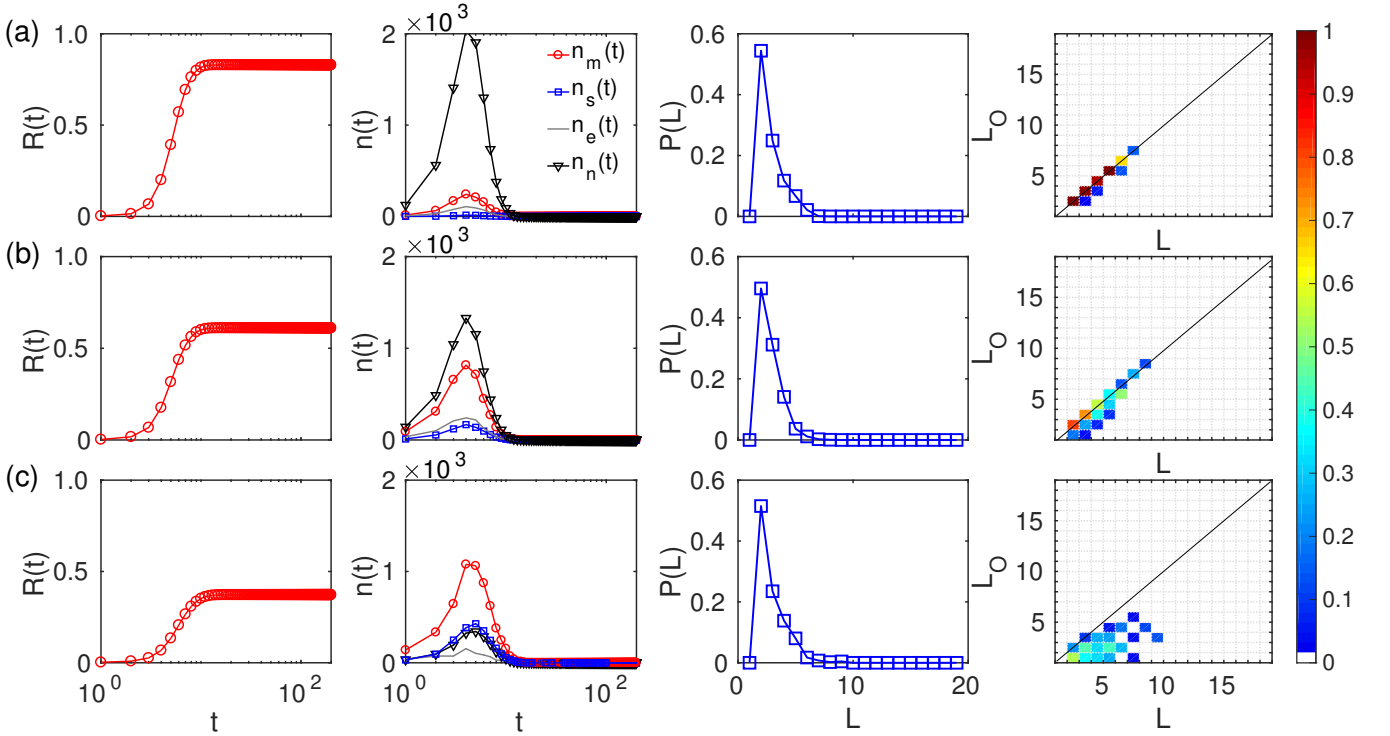 (a)
1.0
0.5
0
R(t)
×10³
2
1
0
n(t)
n_m(t)
n_s(t)
n_e(t)
n_n(t)
0.6
0.4
0.2
0
P(L)
15
10
5
L_O
L
1
0.9
0.8
0.7
0.6
0.5
0.4
0.3
0.2
0.1
0
(b)
1.0
0.5
0
R(t)
×10³
2
1
0
n(t)
0.6
0.4
0.2
0
P(L)
15
10
5
L_O
L
(c)
1.0
0.5
0
R(t)
10⁰
10²
t
×10³
2
1
0
n(t)
10⁰
10²
t
0.6
0.4
0.2
0
P(L)
0
10
20
L
15
10
5
L_O
5
10
15
L